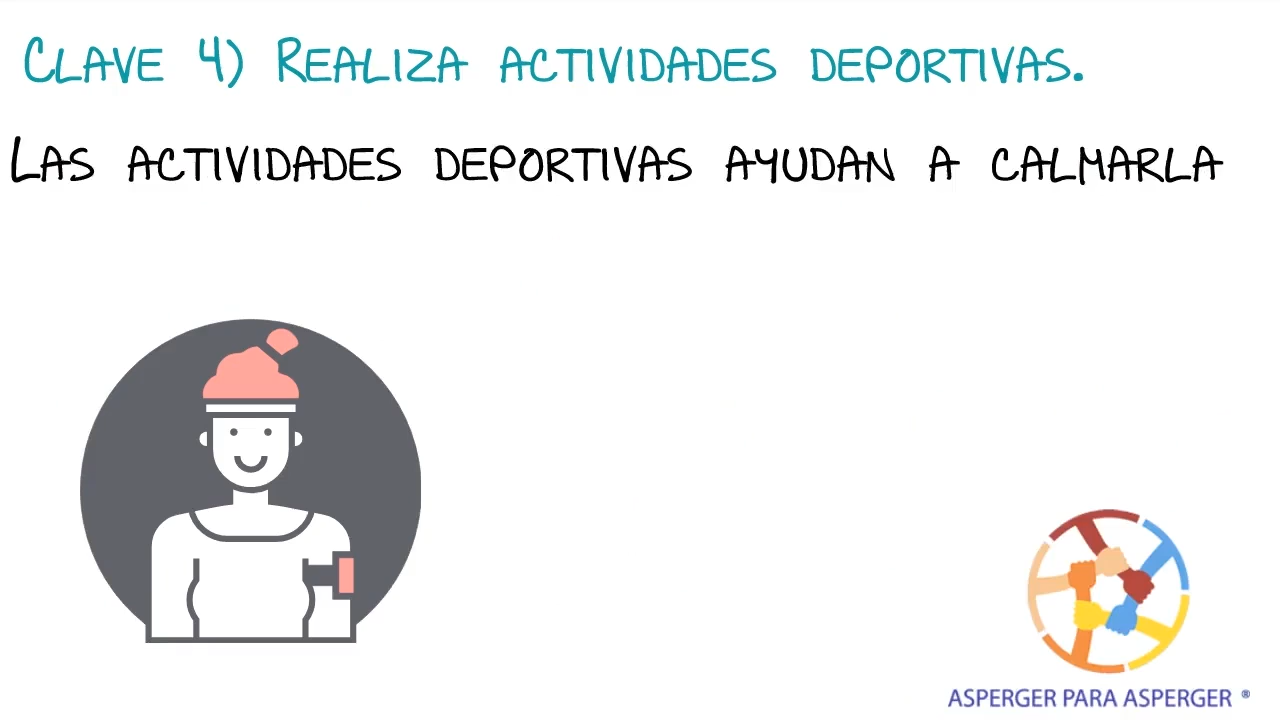 CLAVE 4) REALIZA ACTIVIDADES DEPORTIVAS.
LAS ACTIVIDADES DEPORTIVAS AYUDAN A CALMARLA
ASPERGER PARA ASPERGER ®